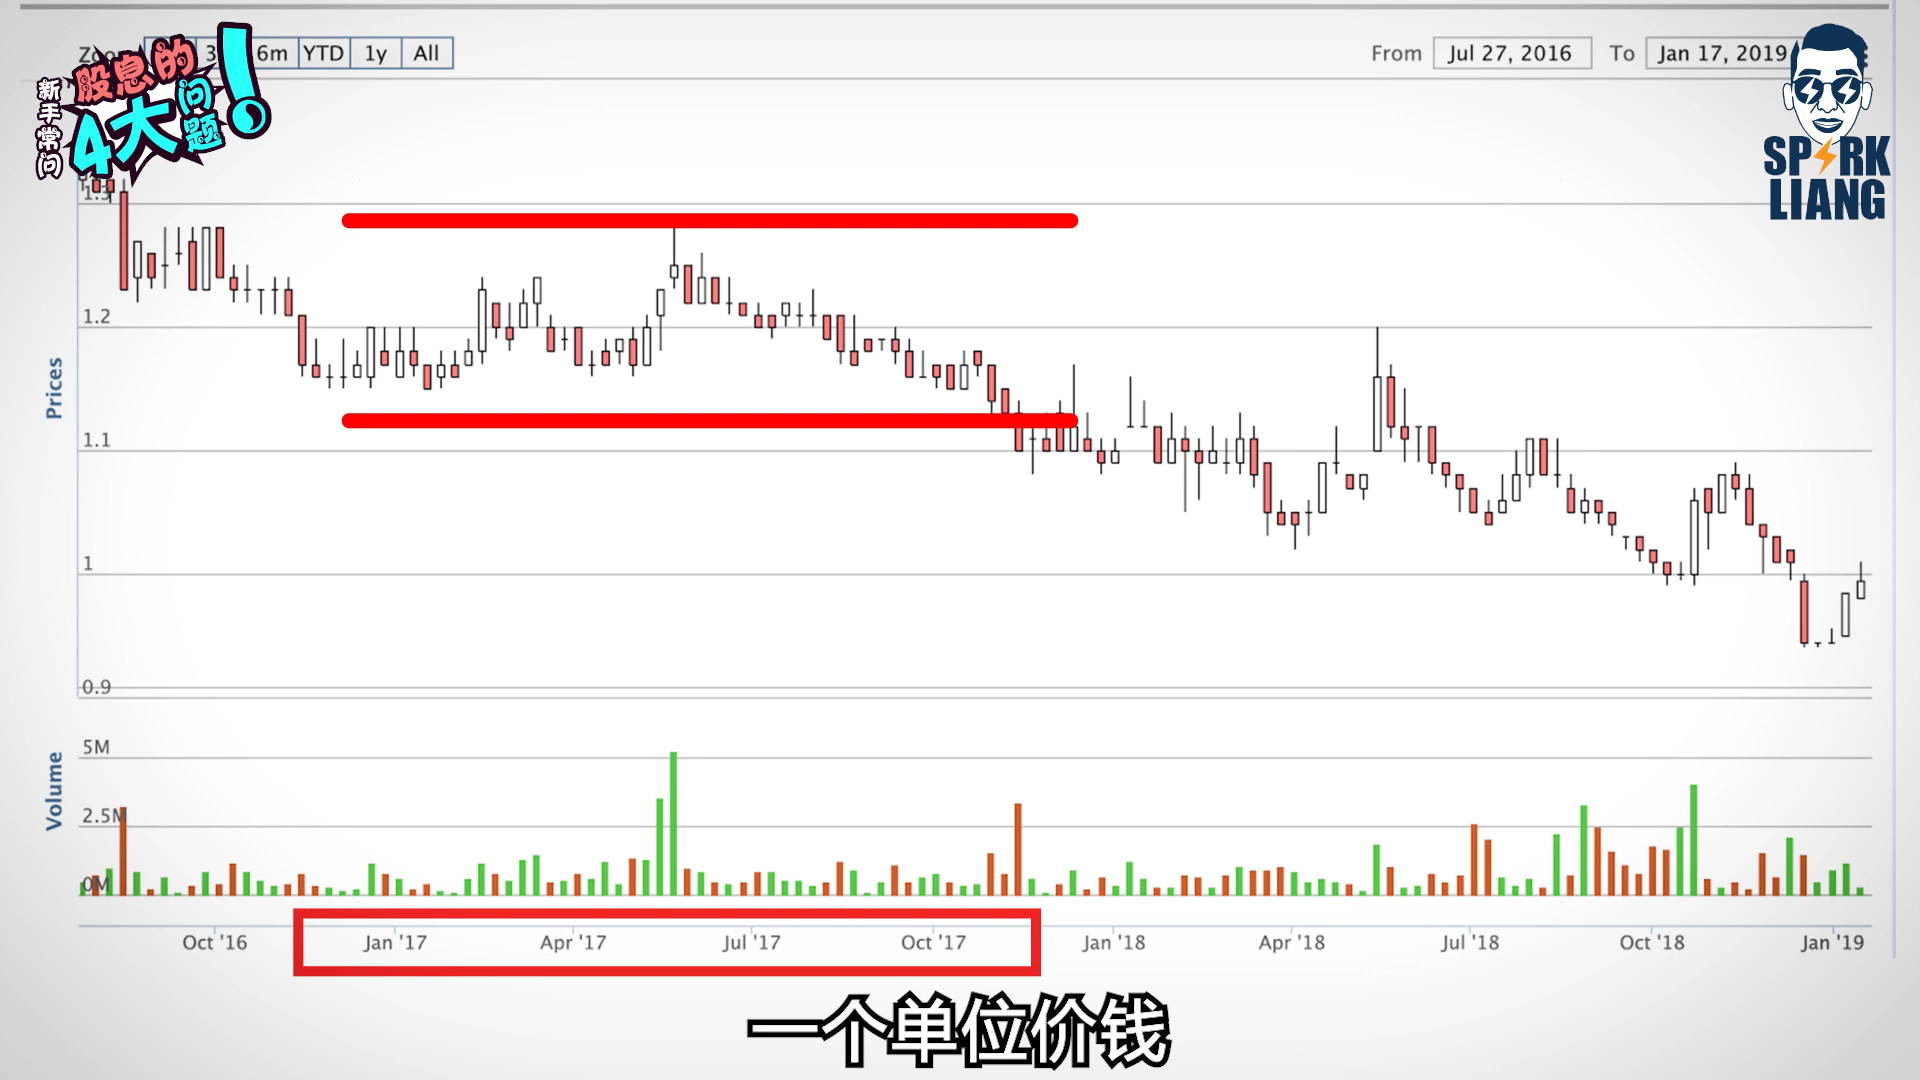 新手常问
股息的
4大问题!
3
6m
YTD
1y
All
From
Jul 27, 2016
To
Jan 17, 2019
SPARK
LIANG
Prices
1.3
1.2
1.1
1
0.9
Volume
5M
2.5M
0M
Oct '16
Jan '17
Apr '17
Jul '17
Oct '17
Jan '18
Apr '18
Jul '18
Oct '18
Jan '19
一个单位价钱